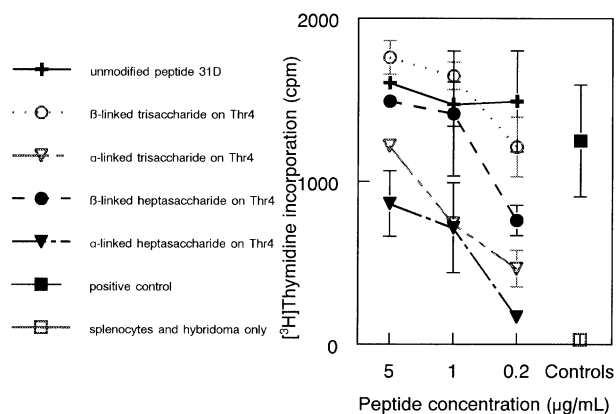 unmodified peptide 31D
ß-linked trisaccharide on Thr4
α-linked trisaccharide on Thr4
ß-linked heptasaccharide on Thr4
α-linked heptasaccharide on Thr4
positive control
splenocytes and hybridoma only
[³H]Thymidine incorporation (cpm)
2000
1000
0
5 1 0.2 Controls
Peptide concentration (µg/mL)